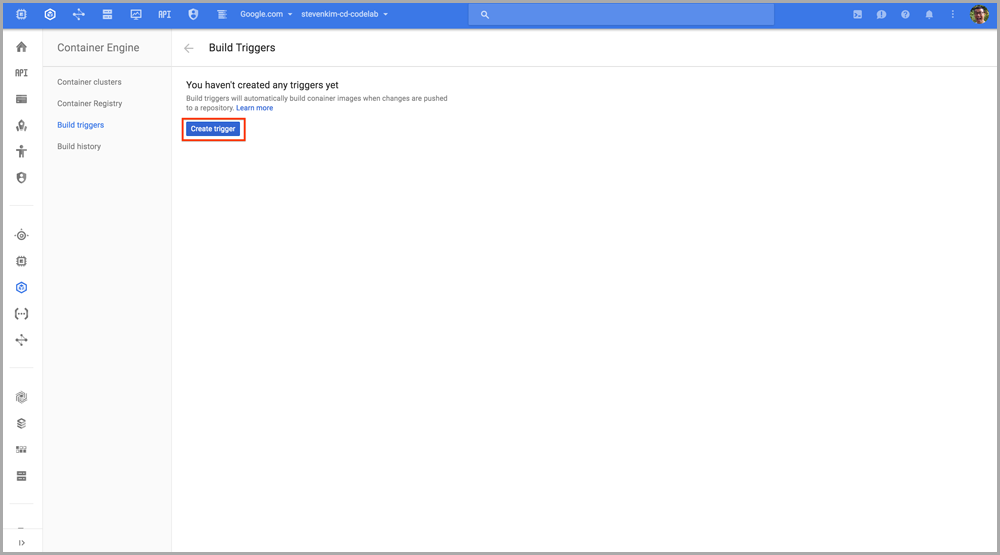 API Google.com stevenkim-cd-codelab
Container Engine
Build Triggers
API
Container clusters
Container Registry
Build triggers
Build history
You haven't created any triggers yet
Build triggers will automatically build conainer images when changes are pushed
to a repository. Learn more
Create trigger